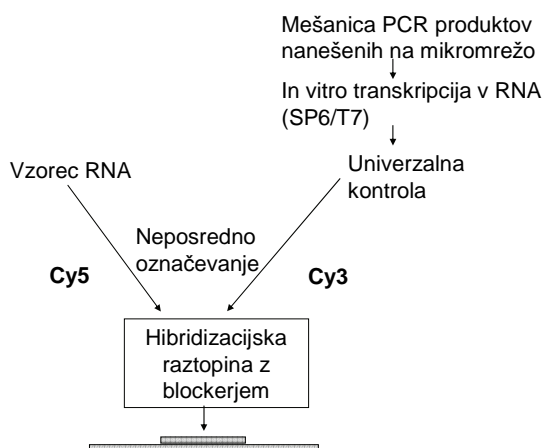 Mešanica PCR produktov
nanešenih na mikromrežo
In vitro transkripcija v RNA
(SP6/T7)
Univerzalna
kontrola
Vzorec RNA
Neposredno
označevanje
Cy5
Cy3
Hibridizacijska
raztopina z
blockerjem